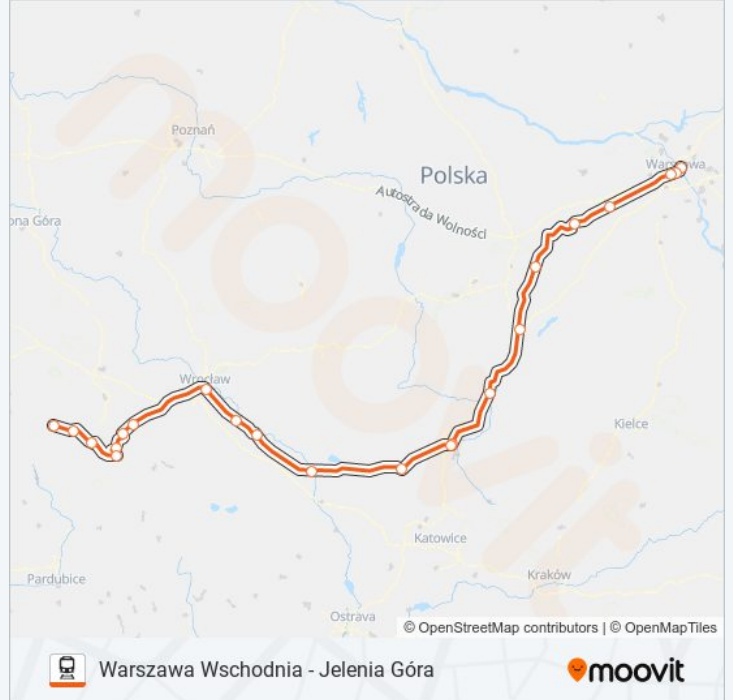 Poznań
Warszawa
Polska
Autostrada Wolności
ona Góra
Wrocław
Kielce
Katowice
Kraków
Pardubice
Ostrava
© OpenStreetMap contributors | © OpenMapTiles
Warszawa Wschodnia - Jelenia Góra
moovit
moovit